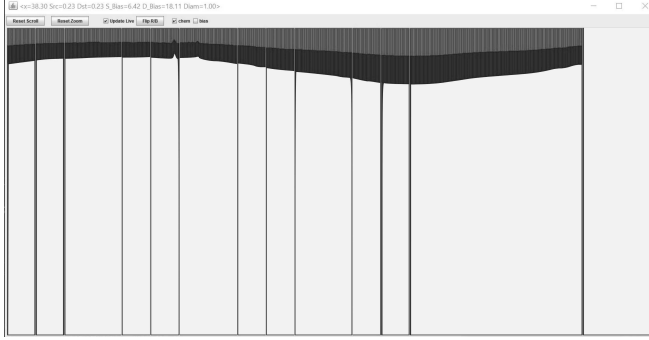 <x=38.30 Src=0.23 Dst=0.23 S_Bias=6.42 D_Bias=18.11 Diam=1.00>
Reset Scroll Reset Zoom Update Live Flip R/B chars bias